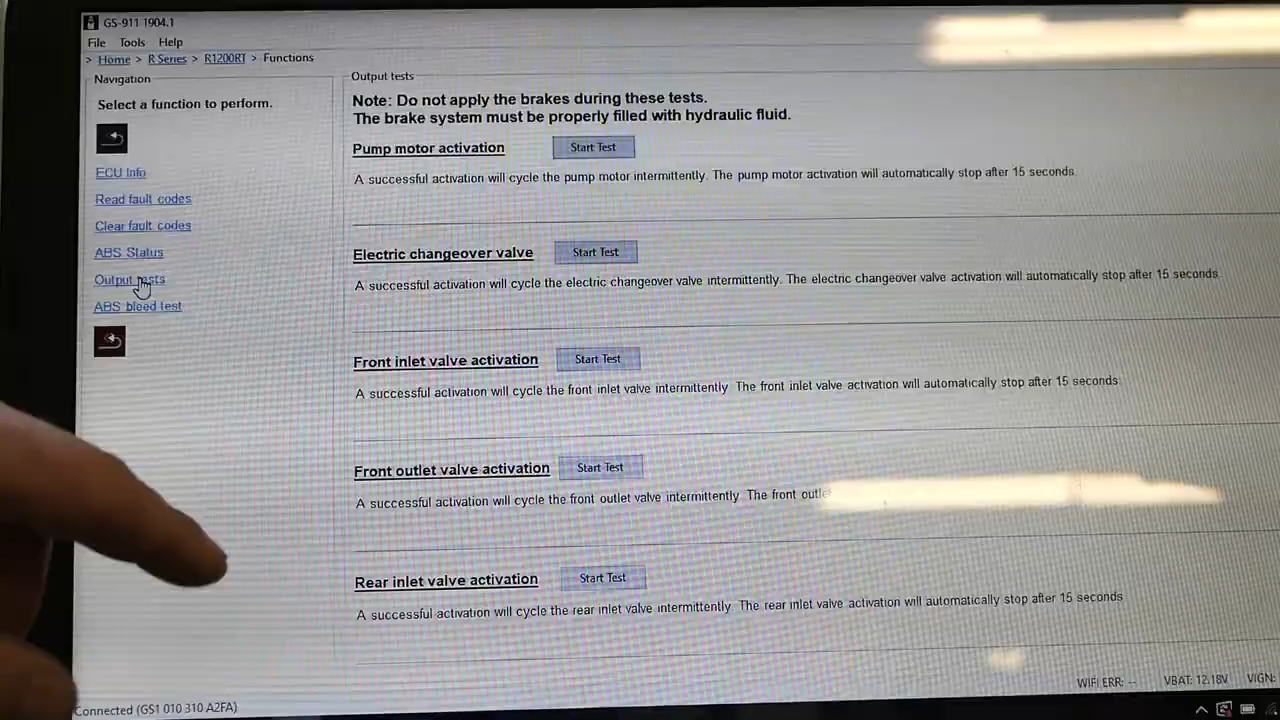 GS-911 1904.1
File Tools Help
> Home > R Series > R1200RT > Functions
Navigation
Select a function to perform.
ECU Info
Read fault codes
Clear fault codes
ABS Status
Output tests
ABS bleed test
Output tests
Note: Do not apply the brakes during these tests.
The brake system must be properly filled with hydraulic fluid.
Pump motor activation Start Test
A successful activation will cycle the pump motor intermittently. The pump motor activation will automatically stop after 15 seconds.
Electric changeover valve Start Test
A successful activation will cycle the electric changeover valve intermittently. The electric changeover valve activation will automatically stop after 15 seconds.
Front inlet valve activation Start Test
A successful activation will cycle the front inlet valve intermittently. The front inlet valve activation will automatically stop after 15 seconds.
Front outlet valve activation Start Test
A successful activation will cycle the front outlet valve intermittently. The front
Rear inlet valve activation Start Test
A successful activation will cycle the rear inlet valve intermittently. The rear inlet valve activation will automatically stop after 15 seconds
Connected (GS1 010 310 A2FA)
WIFI ERR: -- VBAT: 12.18V VIGN: